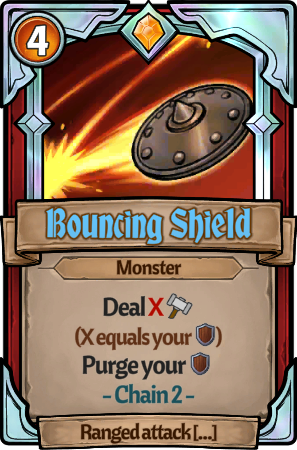 4
Bouncing Shield
Monster
Deal X
(X equals your )
Purge your
- Chain 2 -
Ranged attack [...]